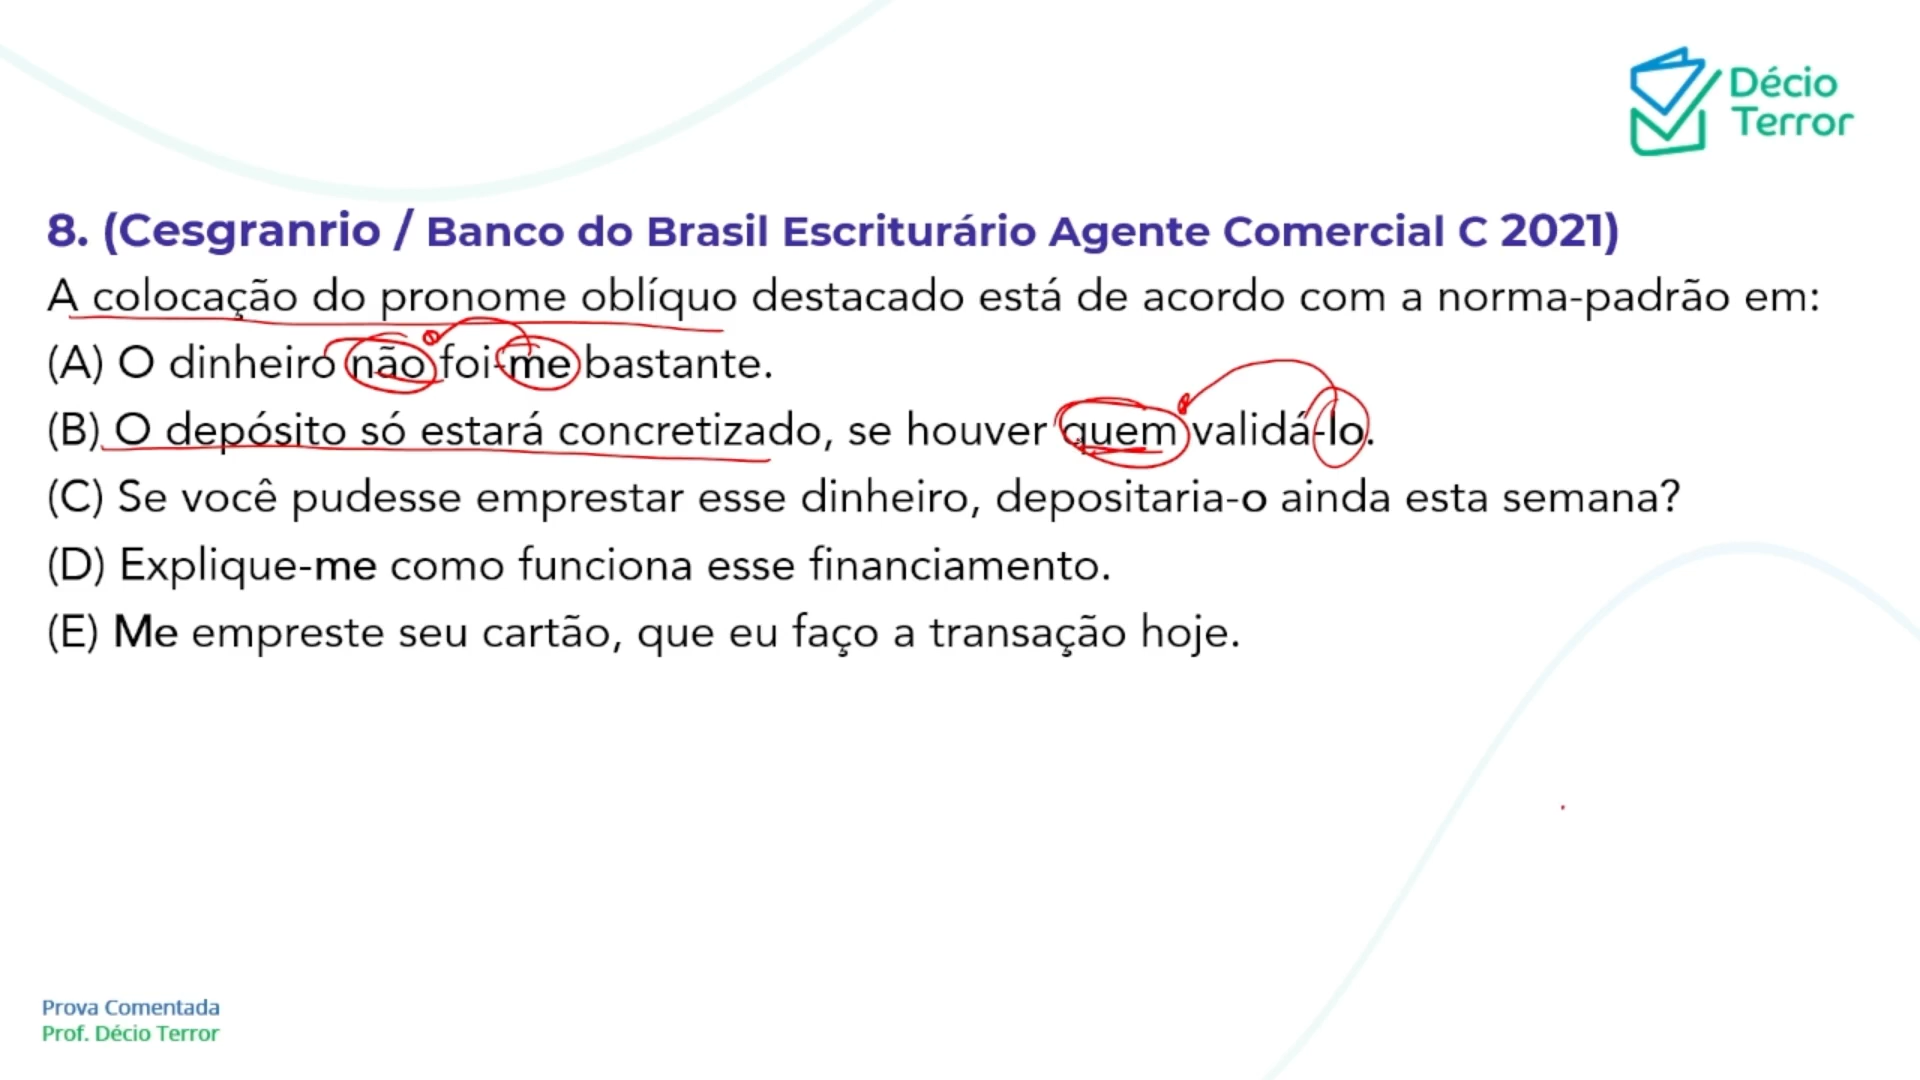 Décio
Terror
8. (Cesgranrio / Banco do Brasil Escriturário Agente Comercial C 2021)
A colocação do pronome oblíquo destacado está de acordo com a norma-padrão em:
(A) O dinheiro não foi-me bastante.
(B) O depósito só estará concretizado, se houver quem validá-lo.
(C) Se você pudesse emprestar esse dinheiro, depositaria-o ainda esta semana?
(D) Explique-me como funciona esse financiamento.
(E) Me empreste seu cartão, que eu faço a transação hoje.
Prova Comentada
Prof. Décio Terror